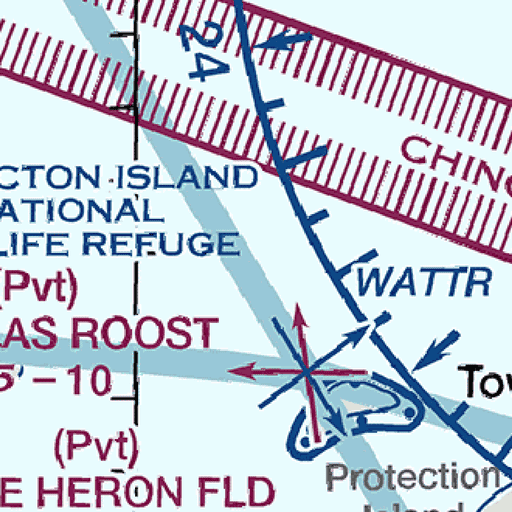 24
CHINO
CTON ISLAND
ATIONAL
LIFE REFUGE
(Pvt)
WATTR
AS ROOST
5' - 10
Tow
(Pvt)
E HERON FLD
Protection
Island